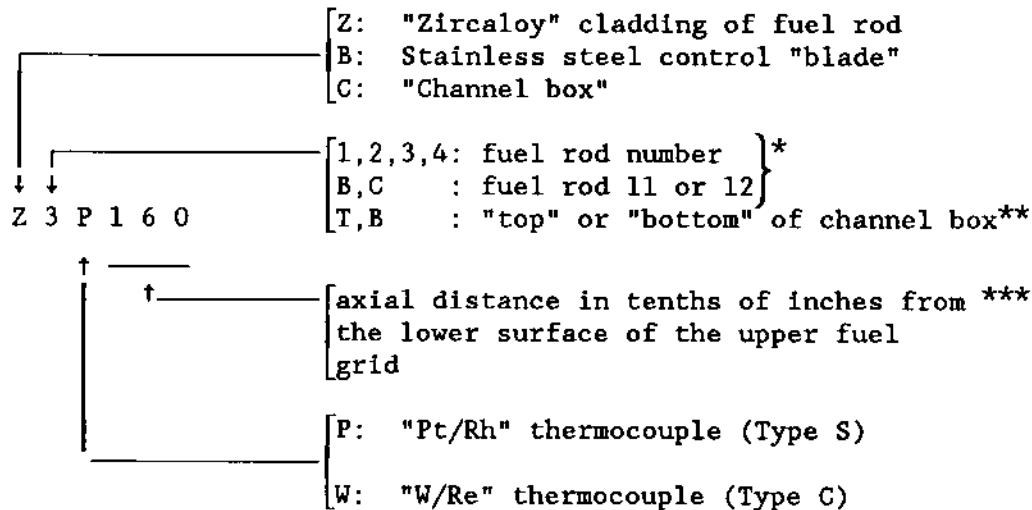 Z: "Zircaloy" cladding of fuel rod
B: Stainless steel control "blade"
C: "Channel box"
1,2,3,4: fuel rod number *
B,C : fuel rod 11 or 12
T,B : "top" or "bottom" of channel box**
Z 3 P 1 6 0
axial distance in tenths of inches from ***
the lower surface of the upper fuel
grid
P: "Pt/Rh" thermocouple (Type S)
W: "W/Re" thermocouple (Type C)